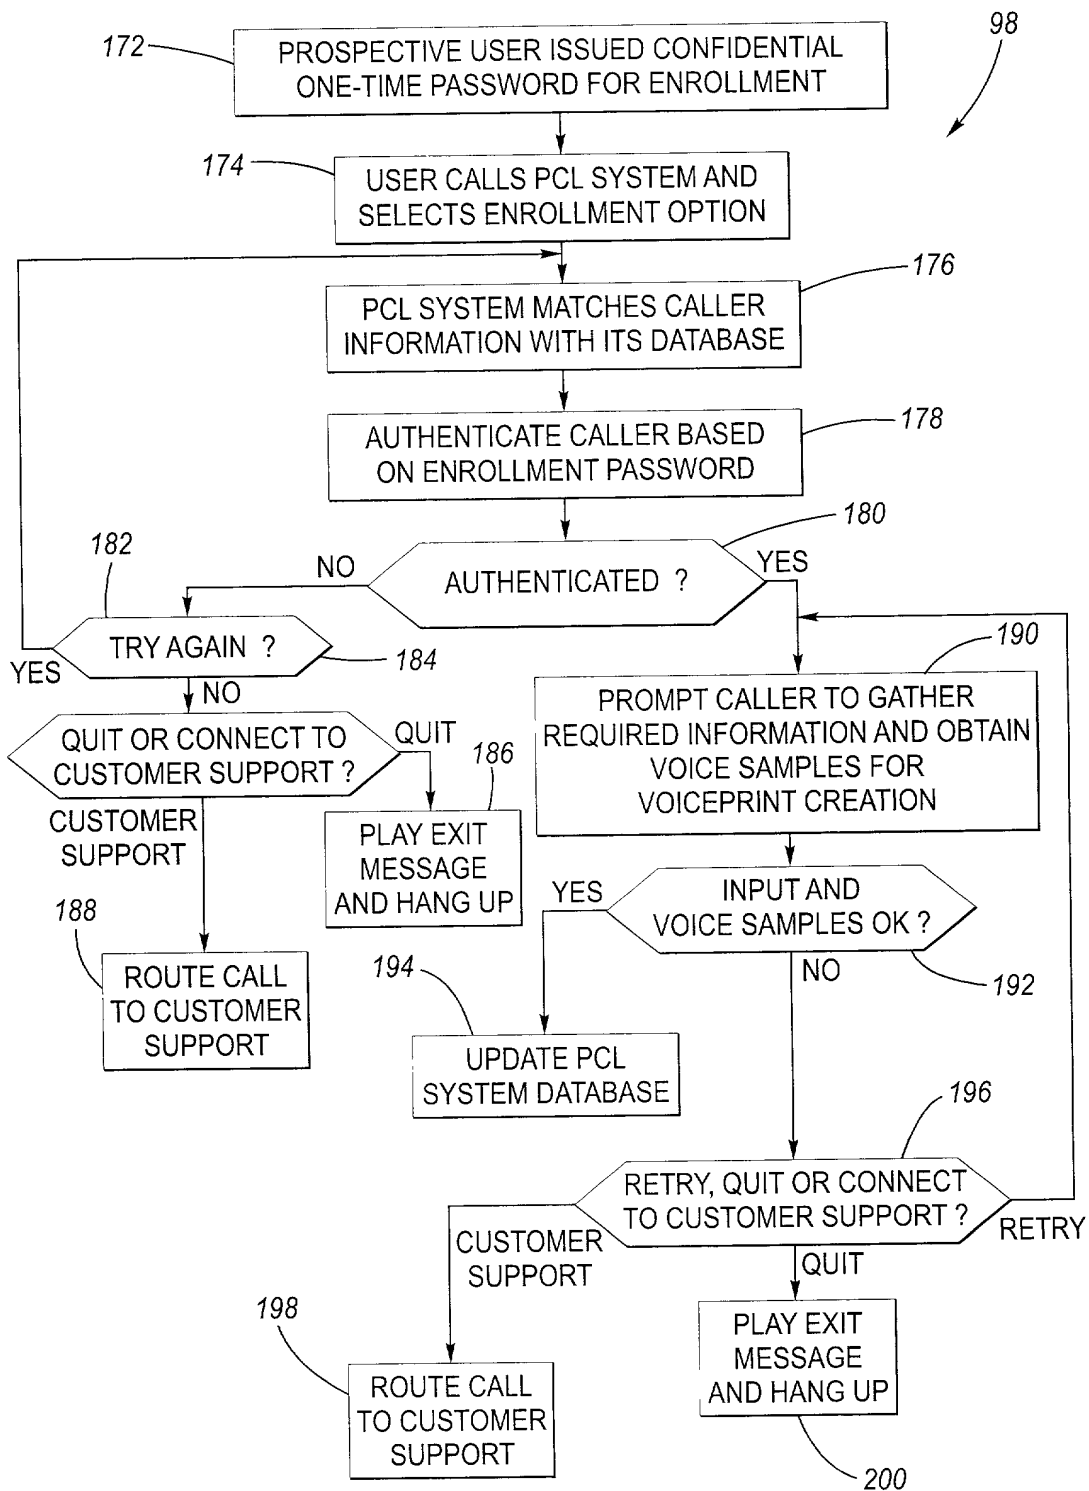 98
172
PROSPECTIVE USER ISSUED CONFIDENTIAL
ONE-TIME PASSWORD FOR ENROLLMENT
174
USER CALLS PCL SYSTEM AND
SELECTS ENROLLMENT OPTION
176
PCL SYSTEM MATCHES CALLER
INFORMATION WITH ITS DATABASE
178
AUTHENTICATE CALLER BASED
ON ENROLLMENT PASSWORD
180
AUTHENTICATED ?
NO
YES
182
TRY AGAIN ?
YES
NO
184
QUIT OR CONNECT TO
CUSTOMER SUPPORT ?
QUIT
186
PLAY EXIT
MESSAGE
AND HANG UP
CUSTOMER
SUPPORT
188
ROUTE CALL
TO CUSTOMER
SUPPORT
190
PROMPT CALLER TO GATHER
REQUIRED INFORMATION AND OBTAIN
VOICE SAMPLES FOR
VOICEPRINT CREATION
INPUT AND
VOICE SAMPLES OK ?
192
YES
NO
194
UPDATE PCL
SYSTEM DATABASE
196
RETRY, QUIT OR CONNECT
TO CUSTOMER SUPPORT ?
RETRY
CUSTOMER
SUPPORT
QUIT
198
ROUTE CALL
TO CUSTOMER
SUPPORT
PLAY EXIT
MESSAGE
AND HANG UP
200